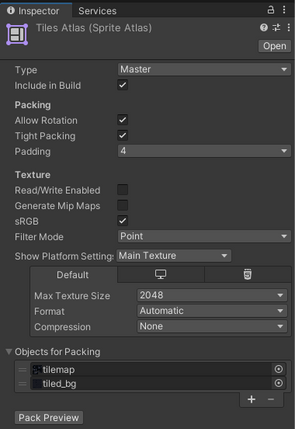 Inspector Services
Tiles Atlas (Sprite Atlas)
Open
Type Master
Include in Build
Packing
Allow Rotation
Tight Packing
Padding 4
Texture
Read/Write Enabled
Generate Mip Maps
sRGB
Filter Mode Point
Show Platform Setting: Main Texture
Default
Max Texture Size 2048
Format Automatic
Compression None
Objects for Packing
tilemap
tiled_bg
+ −
Pack Preview